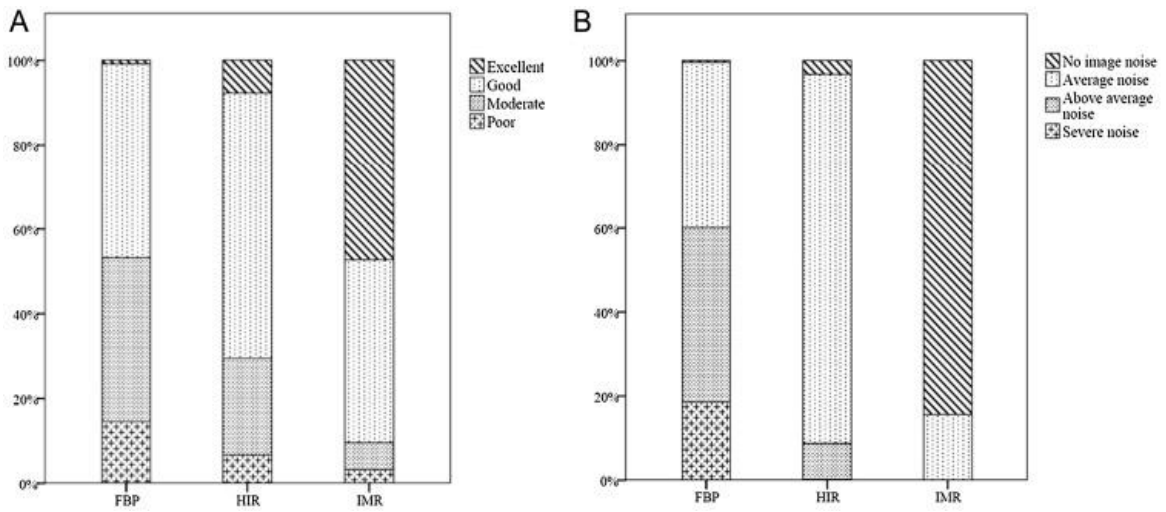 A
100%
80%
60%
40%
20%
0%
FBP
HIR
IMR
Excellent
Good
Moderate
Poor
B
100%
80%
60%
40%
20%
0%
FBP
HIR
IMR
No image noise
Average noise
Above average
noise
Severe noise